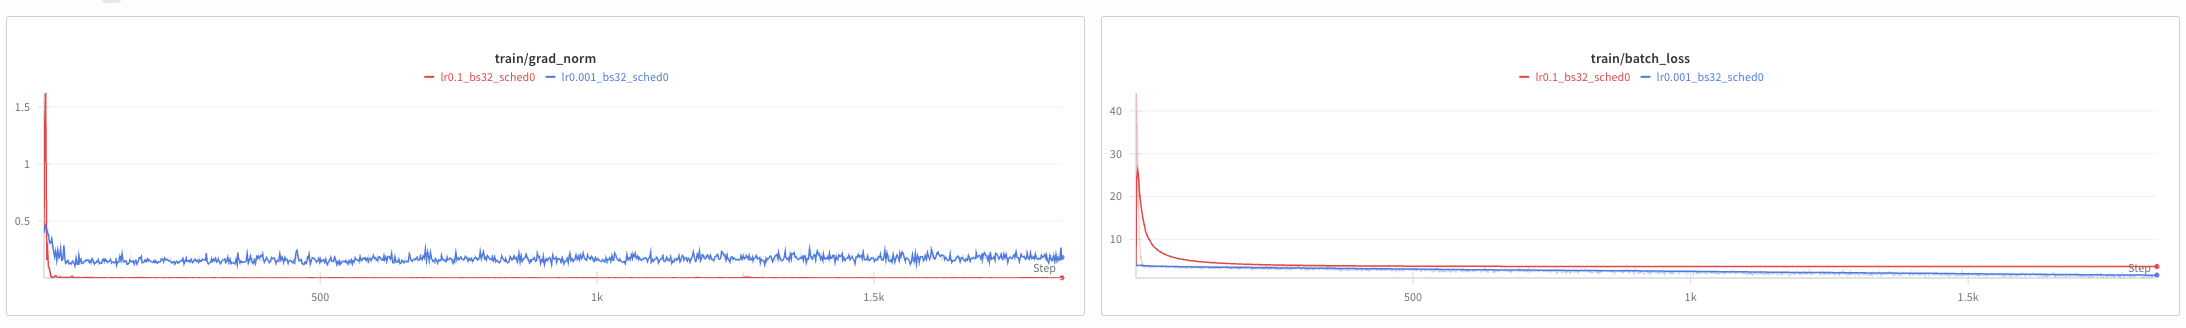 train/grad_norm
lr0.1_bs32_sched0 lr0.001_bs32_sched0
1.5
1
0.5
Step
500 1k 1.5k
train/batch_loss
lr0.1_bs32_sched0 lr0.001_bs32_sched0
40
30
20
10
Step
500 1k 1.5k